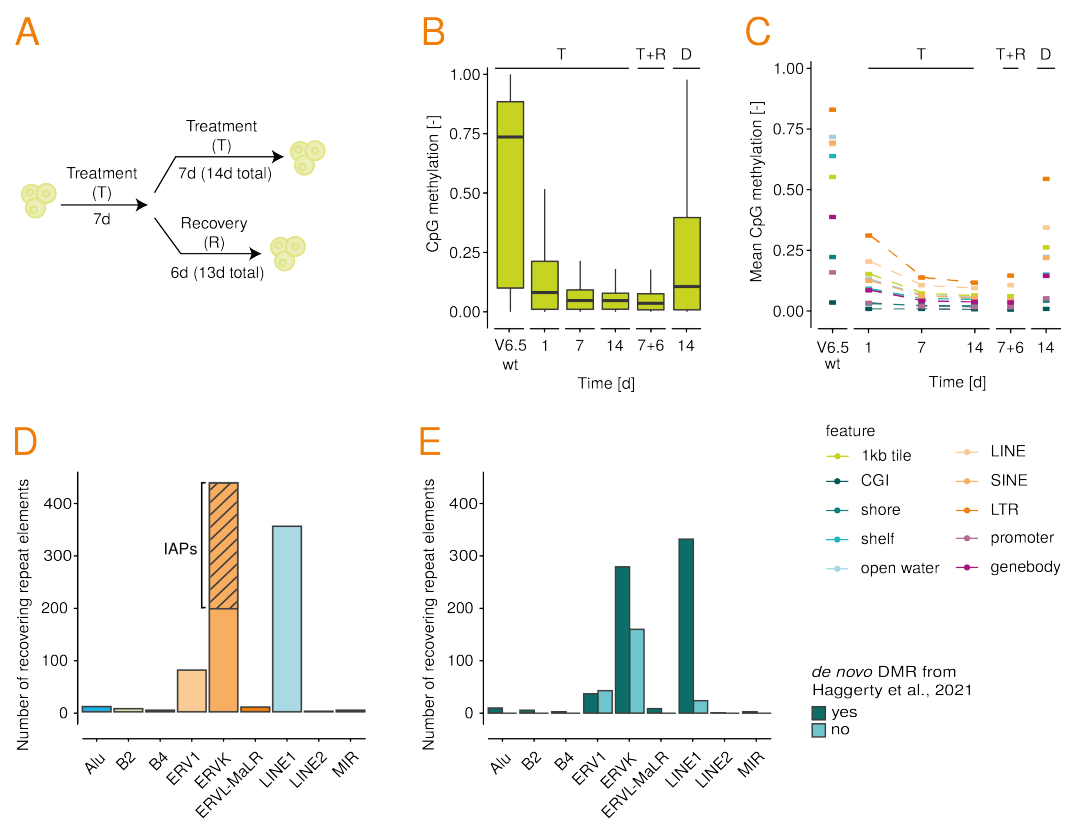 A
Treatment
(T)
7d
Treatment
(T)
7d (14d total)
Recovery
(R)
6d (13d total)
B
T
T+R
D
CpG methylation [-]
1.00
0.75
0.50
0.25
0.00
V6.5
wt
1
7
14
7+6
14
Time [d]
C
T
T+R
D
Mean CpG methylation [-]
1.00
0.75
0.50
0.25
0.00
V6.5
wt
1
7
14
7+6
14
Time [d]
D
Number of recovering repeat elements
400
300
200
100
0
IAPs
Alu
B2
B4
ERV1
ERVK
ERVL-MaLR
LINE1
LINE2
MIR
E
Number of recovering repeat elements
400
300
200
100
0
Alu
B2
B4
ERV1
ERVK
ERVL-MaLR
LINE1
LINE2
MIR
feature
1kb tile
CGI
shore
shelf
open water
LINE
SINE
LTR
promoter
genebody
de novo DMR from
Haggerty et al., 2021
yes
no